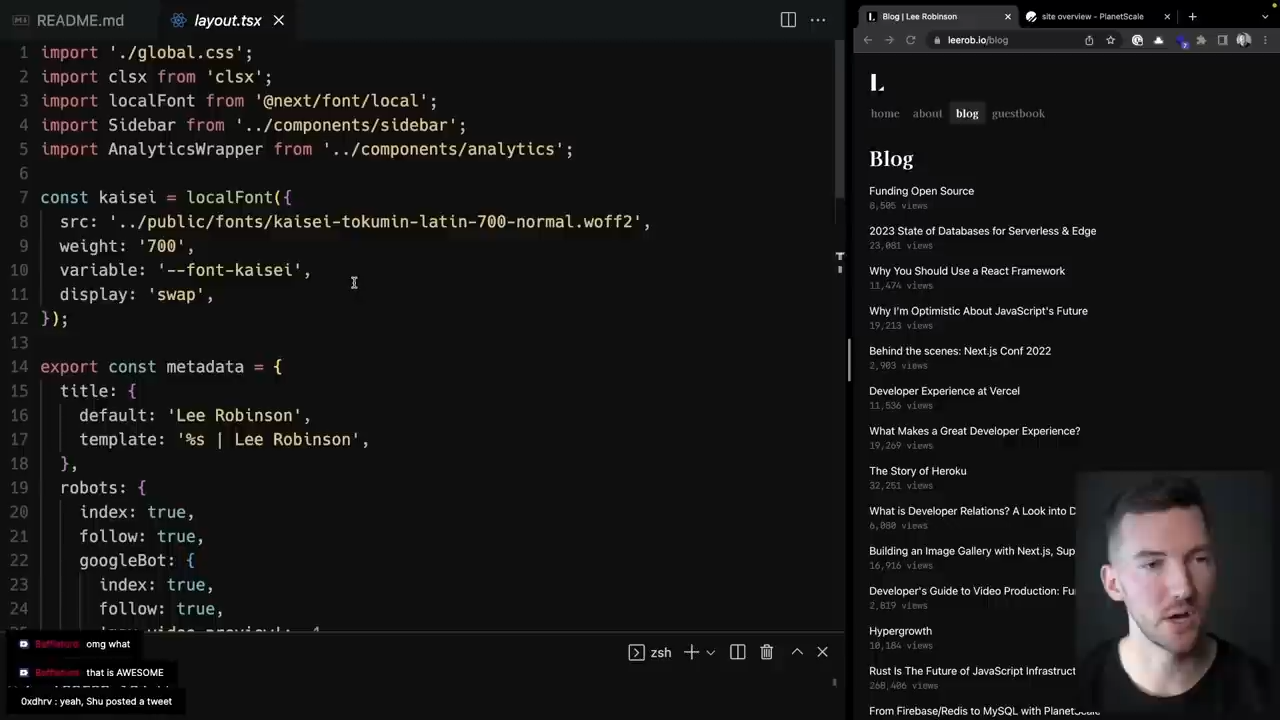 README.md
layout.tsx
1 import './global.css';
2 import clsx from 'clsx';
3 import localFont from '@next/font/local';
4 import Sidebar from '../components/sidebar';
5 import AnalyticsWrapper from '../components/analytics';
6
7 const kaisei = localFont({
8 src: '../public/fonts/kaisei-tokumin-latin-700-normal.woff2',
9 weight: '700',
10 variable: '--font-kaisei',
11 display: 'swap',
12 });
13
14 export const metadata = {
15 title: {
16 default: 'Lee Robinson',
17 template: '%s | Lee Robinson',
18 },
19 robots: {
20 index: true,
21 follow: true,
22 googleBot: {
23 index: true,
24 follow: true,
omg what
that is AWESOME
0xdhrv : yeah, Shu posted a tweet
zsh
Blog | Lee Robinson
site overview - PlanetScale
leerob.io/blog
L
home about blog guestbook
Blog
Funding Open Source
8,505 views
2023 State of Databases for Serverless & Edge
23,081 views
Why You Should Use a React Framework
11,474 views
Why I'm Optimistic About JavaScript's Future
19,213 views
Behind the scenes: Next.js Conf 2022
2,903 views
Developer Experience at Vercel
11,536 views
What Makes a Great Developer Experience?
19,269 views
The Story of Heroku
32,251 views
What is Developer Relations? A Look into D
6,080 views
Building an Image Gallery with Next.js, Sup
16,916 views
Developer's Guide to Video Production: Fu
2,819 views
Hypergrowth
10,184 views
Rust Is The Future of JavaScript Infrastruct
268,406 views
From Firebase/Redis to MySQL with PlanetScale